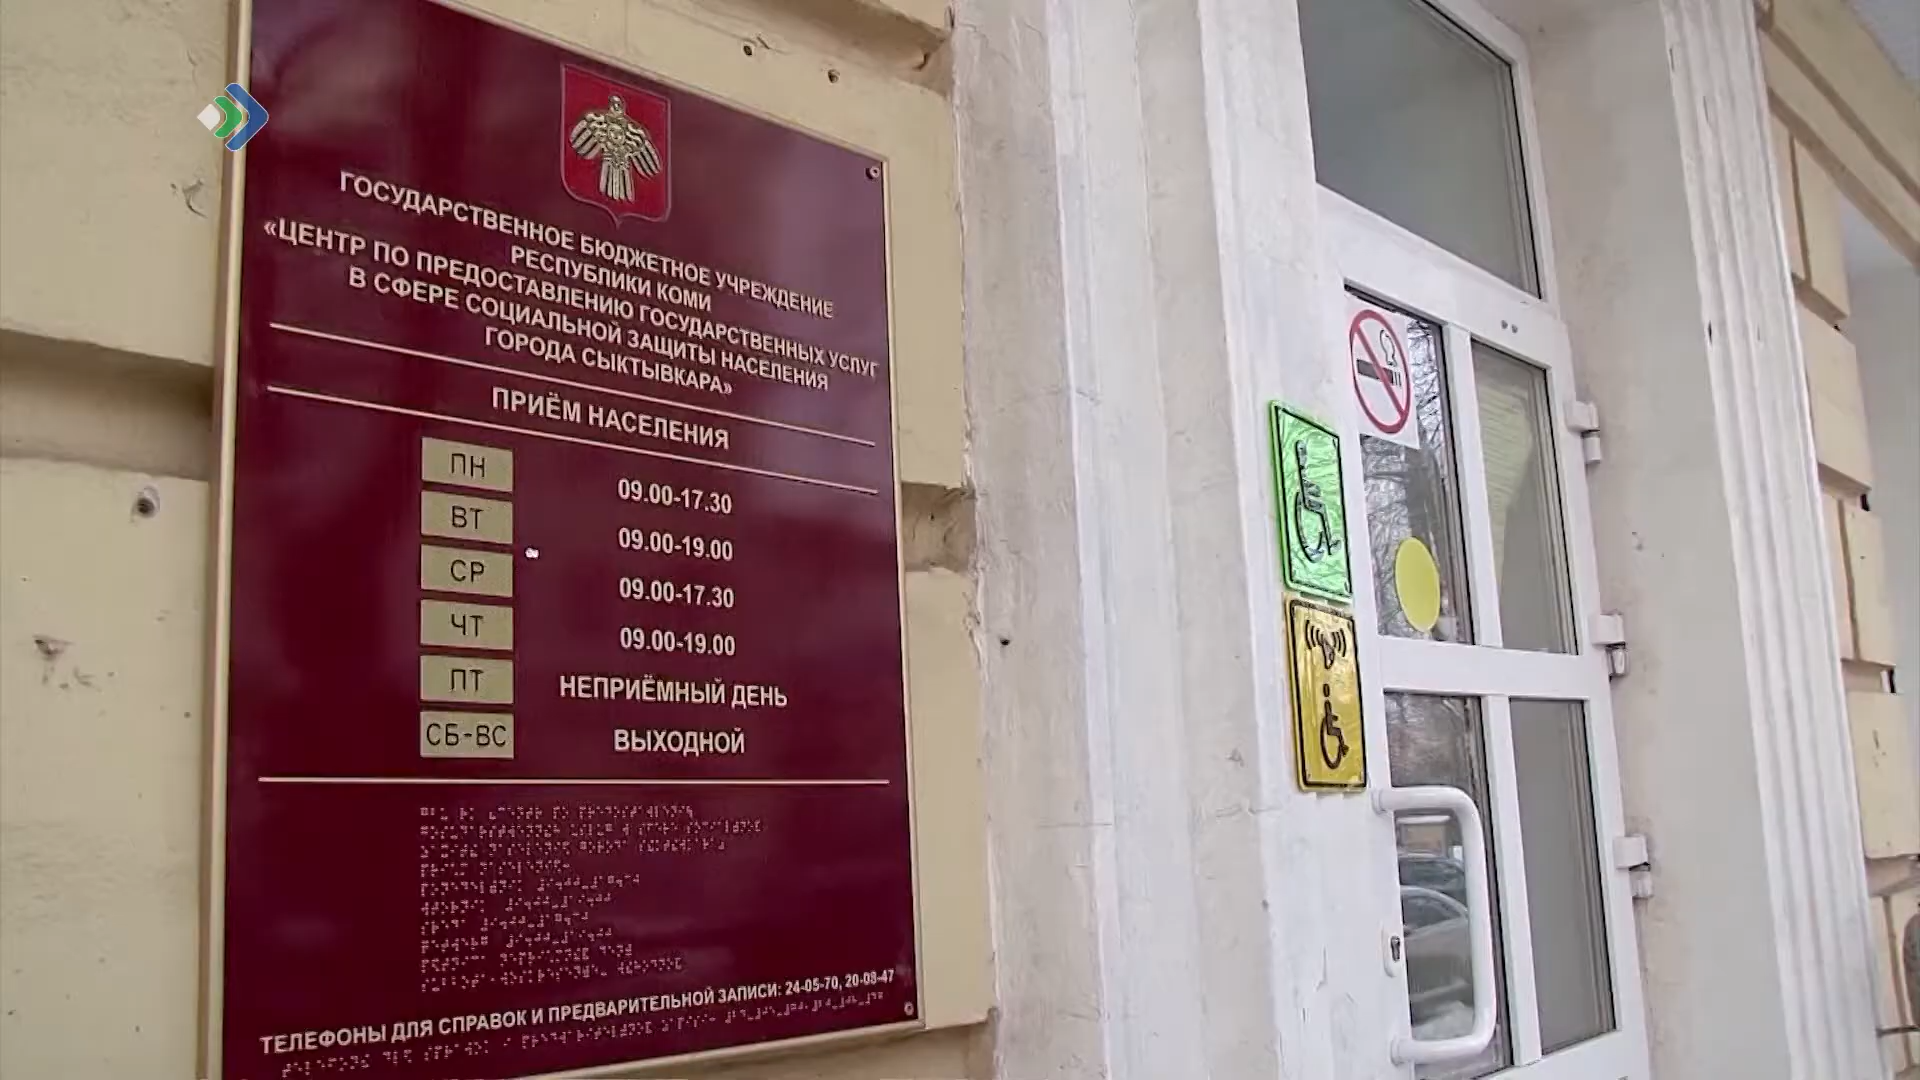 ГОСУДАРСТВЕННОЕ БЮДЖЕТНОЕ УЧРЕЖДЕНИЕ
РЕСПУБЛИКИ КОМИ
«ЦЕНТР ПО ПРЕДОСТАВЛЕНИЮ ГОСУДАРСТВЕННЫХ УСЛУГ
В СФЕРЕ СОЦИАЛЬНОЙ ЗАЩИТЫ НАСЕЛЕНИЯ
ГОРОДА СЫКТЫВКАРА»
ПРИЁМ НАСЕЛЕНИЯ
ПН 09.00-17.30
ВТ 09.00-19.00
СР 09.00-17.30
ЧТ 09.00-19.00
ПТ НЕПРИЁМНЫЙ ДЕНЬ
СБ-ВС ВЫХОДНОЙ
ТЕЛЕФОНЫ ДЛЯ СПРАВОК И ПРЕДВАРИТЕЛЬНОЙ ЗАПИСИ: 24-05-70, 20-08-47